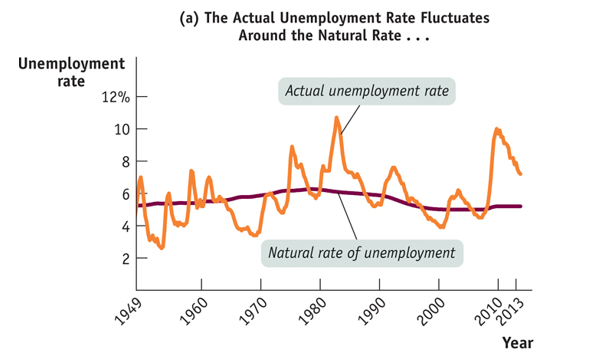 (a) The Actual Unemployment Rate Fluctuates
Around the Natural Rate . . .
Unemployment
rate
12%
10
8
6
4
2
Actual unemployment rate
Natural rate of unemployment
1949
1960
1970
1980
1990
2000
2010
2013
Year